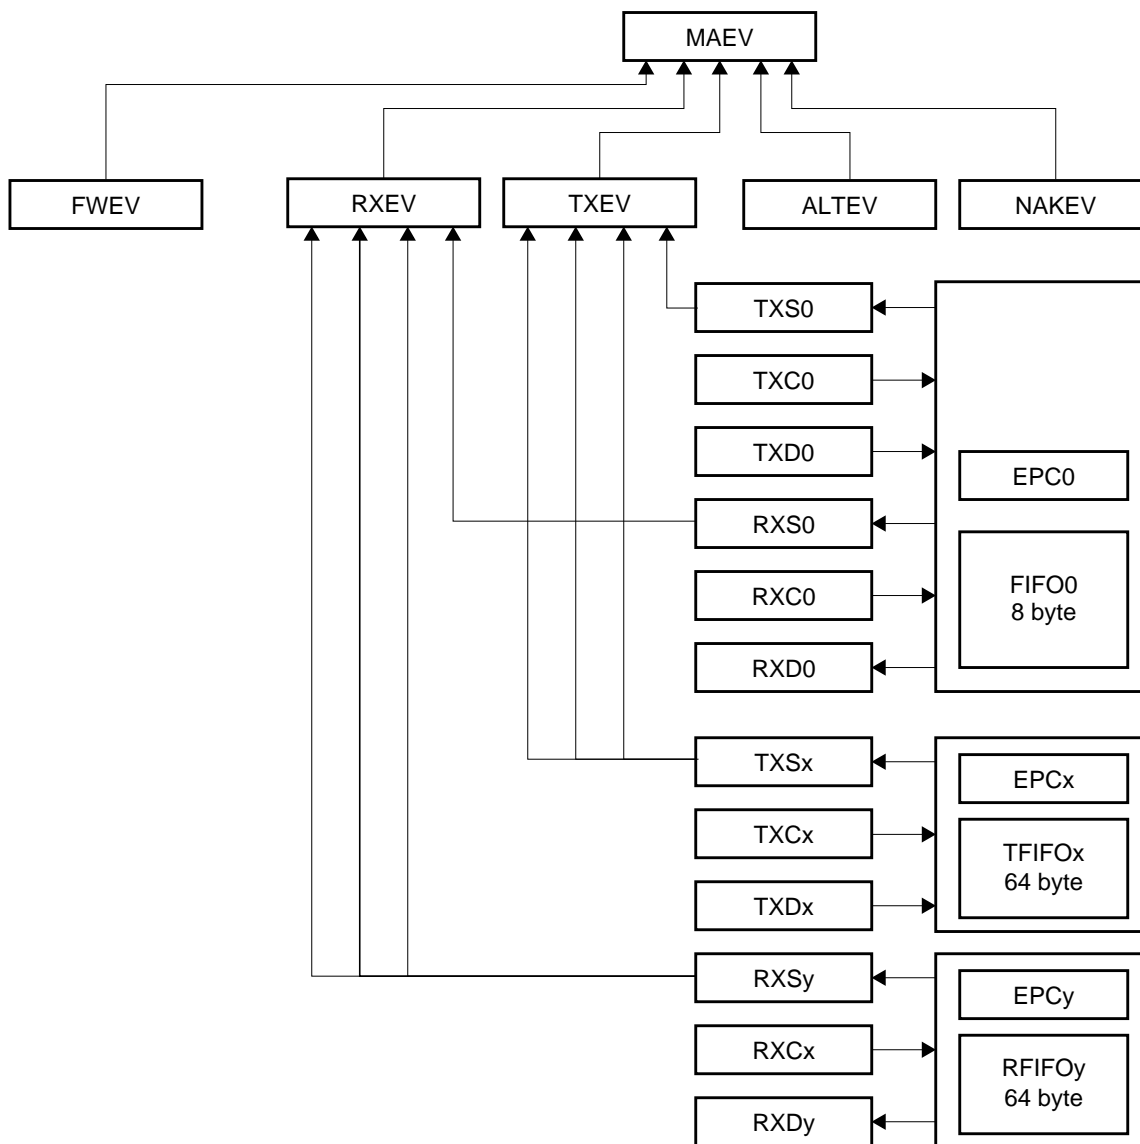 MAEV
FWEV
RXEV
TXEV
ALTEV
NAKEV
TXS0
TXC0
TXD0
EPC0
RXS0
RXC0
FIFO0
8 byte
RXD0
TXSx
EPCx
TXCx
TFIFOx
64 byte
TXDx
RXSy
EPCy
RXCx
RFIFOy
64 byte
RXDy